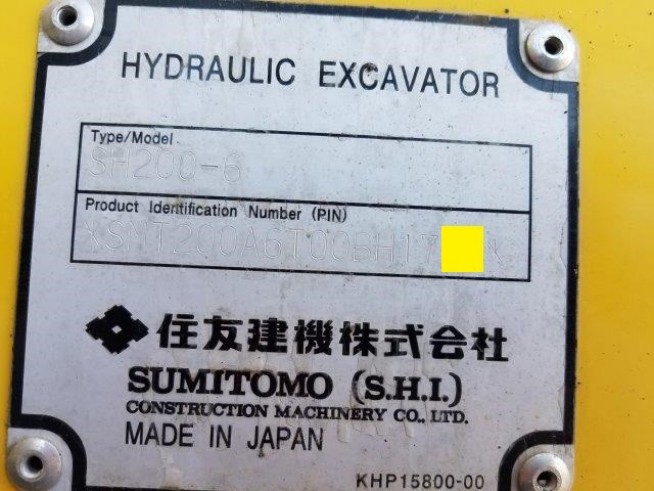 HYDRAULIC EXCAVATOR
Type/Model
SH200-6
Product Identification Number (PIN)
住友建機株式会社
SUMITOMO (S.H.I.)
CONSTRUCTION MACHINERY CO., LTD.
MADE IN JAPAN
KHP15800-00